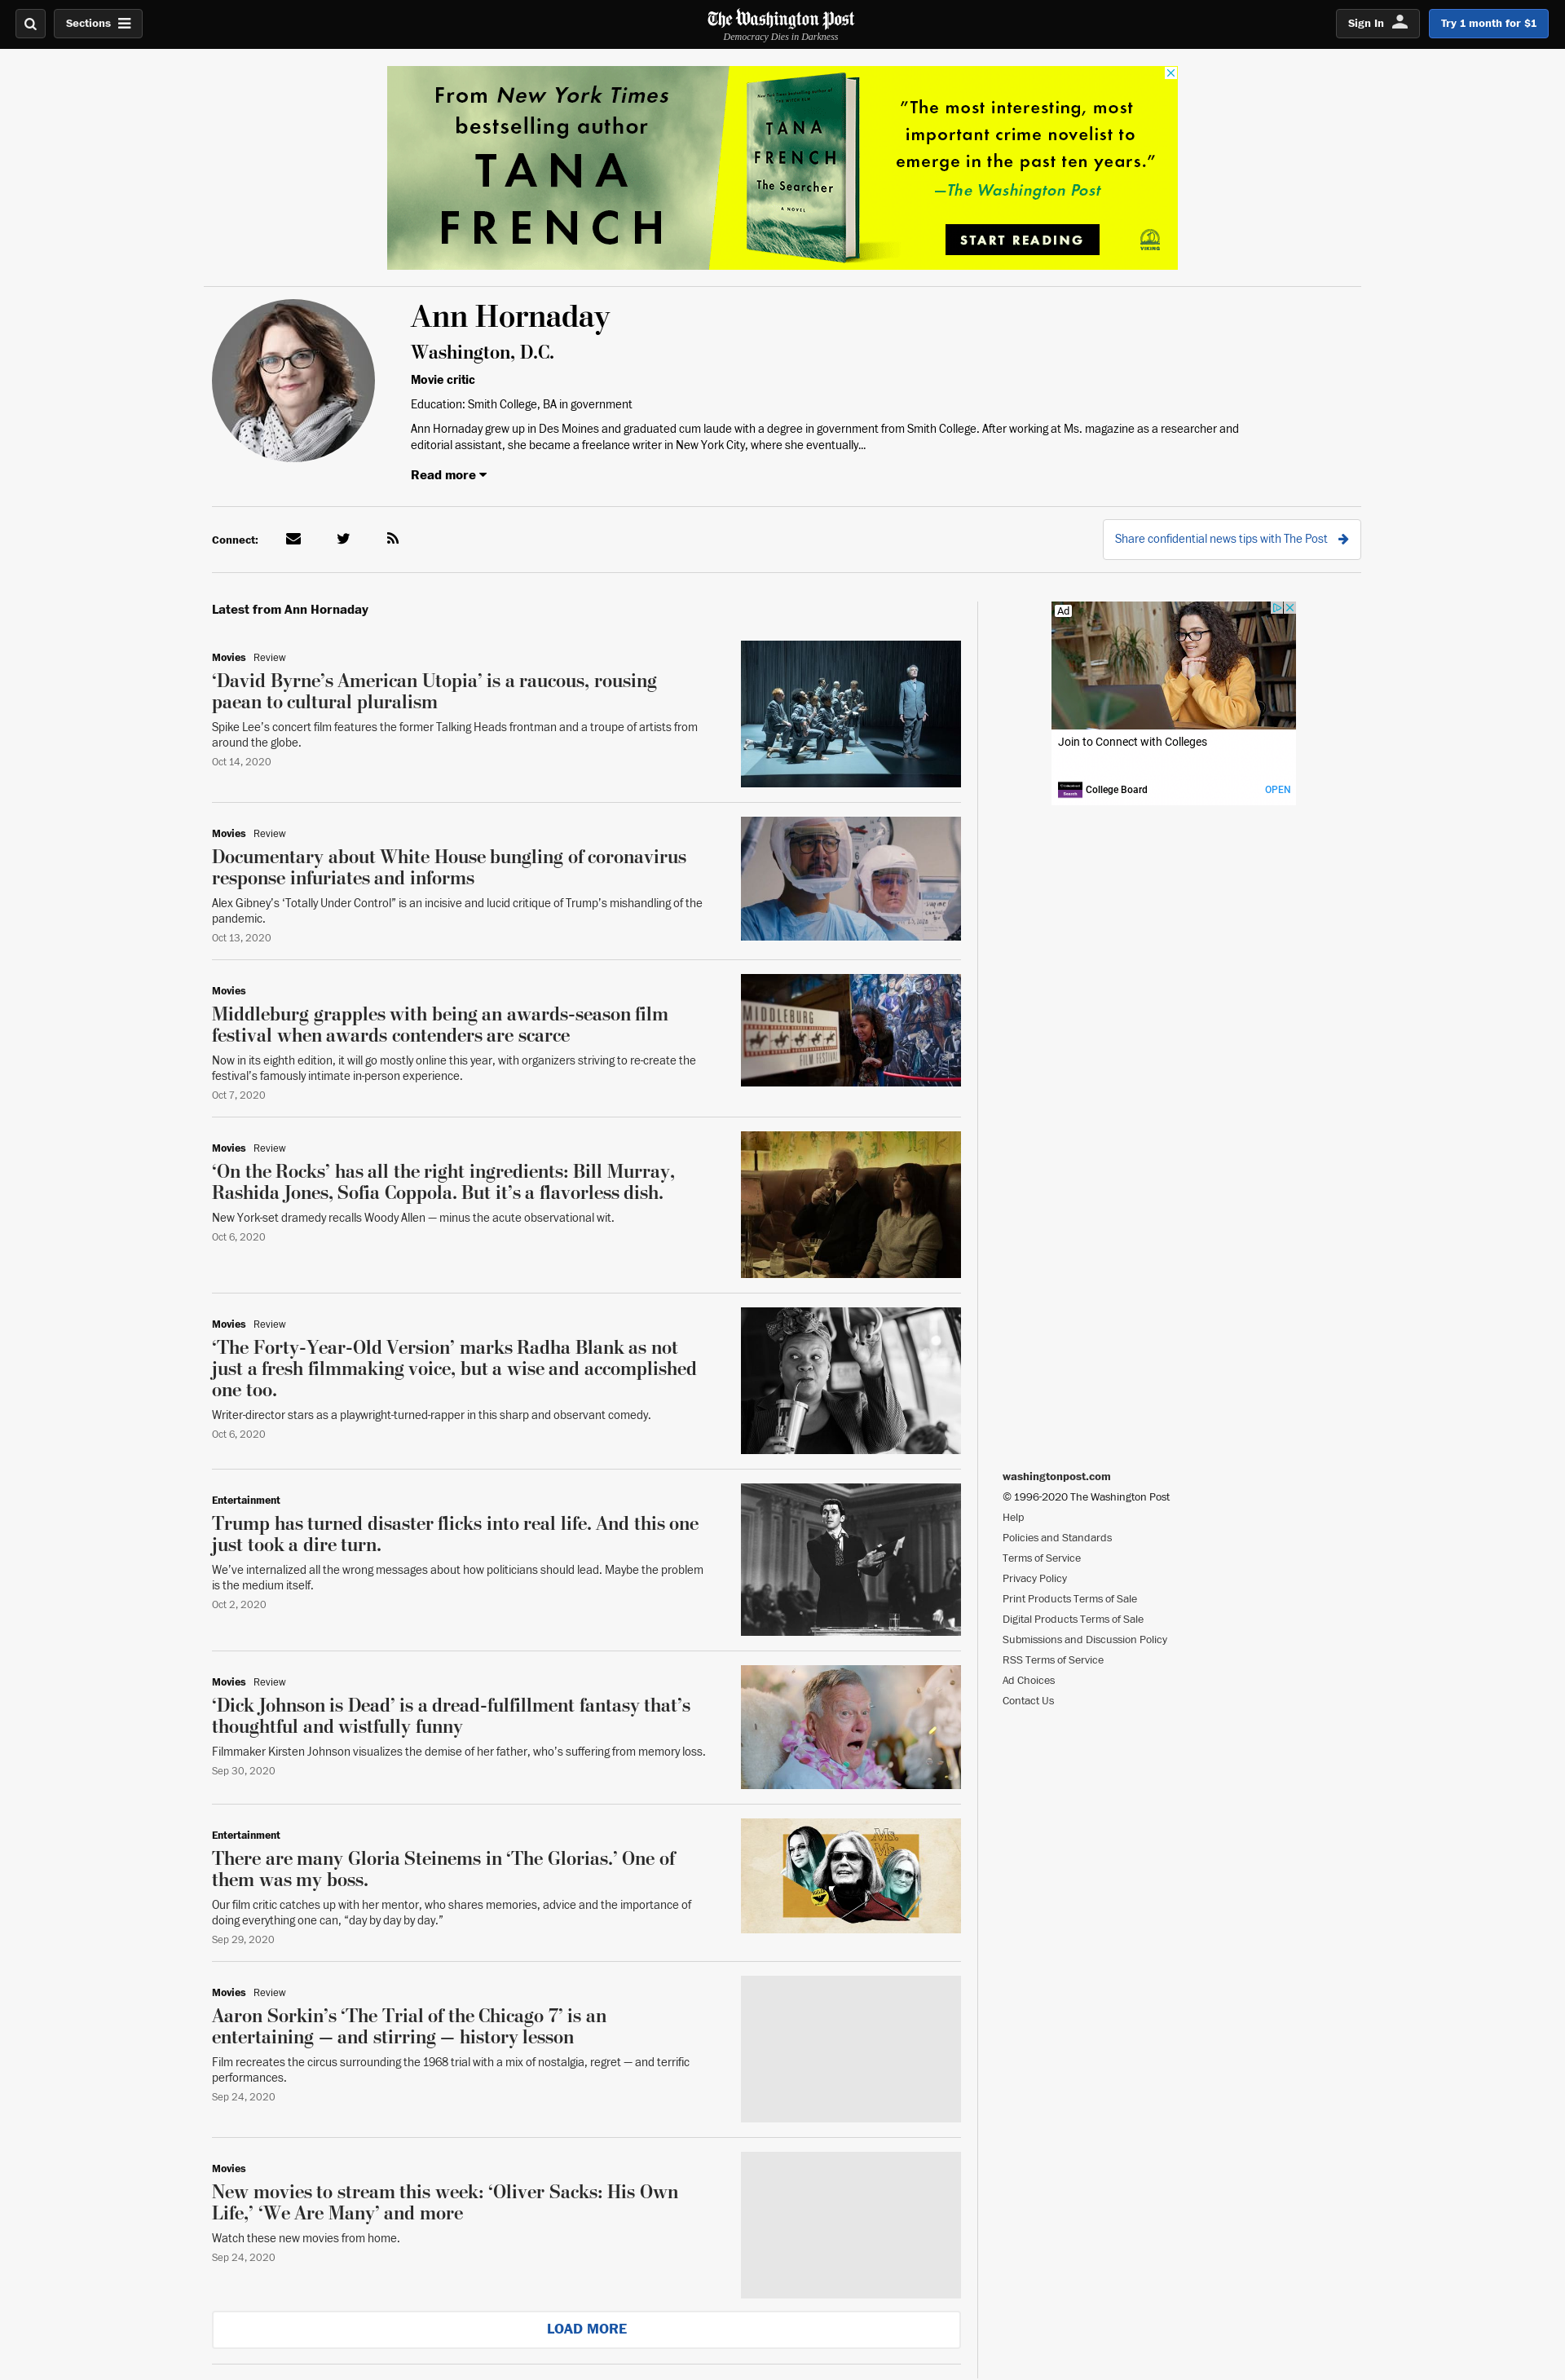 Sections
The Washington Post
Democracy Dies in Darkness
Sign In
Try 1 month for $1
From New York Times
bestselling author
TANA
FRENCH
TANA
FRENCH
The Searcher
A NOVEL
"The most interesting, most
important crime novelist to
emerge in the past ten years."
—The Washington Post
START READING
VIKING
Ann Hornaday
Washington, D.C.
Movie critic
Education: Smith College, BA in government
Ann Hornaday grew up in Des Moines and graduated cum laude with a degree in government from Smith College. After working at Ms. magazine as a researcher and
editorial assistant, she became a freelance writer in New York City, where she eventually...
Read more
Connect:
Share confidential news tips with The Post
Latest from Ann Hornaday
Movies Review
‘David Byrne’s American Utopia’ is a raucous, rousing
paean to cultural pluralism
Spike Lee’s concert film features the former Talking Heads frontman and a troupe of artists from
around the globe.
Oct 14, 2020
Ad
Join to Connect with Colleges
College Board
OPEN
Movies Review
Documentary about White House bungling of coronavirus
response infuriates and informs
Alex Gibney’s ‘Totally Under Control” is an incisive and lucid critique of Trump’s mishandling of the
pandemic.
Oct 13, 2020
Movies
Middleburg grapples with being an awards-season film
festival when awards contenders are scarce
Now in its eighth edition, it will go mostly online this year, with organizers striving to re-create the
festival’s famously intimate in-person experience.
Oct 7, 2020
MIDDLEBURG
FILM FESTIVAL
Movies Review
‘On the Rocks’ has all the right ingredients: Bill Murray,
Rashida Jones, Sofia Coppola. But it’s a flavorless dish.
New York-set dramedy recalls Woody Allen — minus the acute observational wit.
Oct 6, 2020
Movies Review
‘The Forty-Year-Old Version’ marks Radha Blank as not
just a fresh filmmaking voice, but a wise and accomplished
one too.
Writer-director stars as a playwright-turned-rapper in this sharp and observant comedy.
Oct 6, 2020
Entertainment
Trump has turned disaster flicks into real life. And this one
just took a dire turn.
We’ve internalized all the wrong messages about how politicians should lead. Maybe the problem
is the medium itself.
Oct 2, 2020
washingtonpost.com
© 1996-2020 The Washington Post
Help
Policies and Standards
Terms of Service
Privacy Policy
Print Products Terms of Sale
Digital Products Terms of Sale
Submissions and Discussion Policy
RSS Terms of Service
Ad Choices
Contact Us
Movies Review
‘Dick Johnson is Dead’ is a dread-fulfillment fantasy that’s
thoughtful and wistfully funny
Filmmaker Kirsten Johnson visualizes the demise of her father, who’s suffering from memory loss.
Sep 30, 2020
Entertainment
There are many Gloria Steinems in ‘The Glorias.’ One of
them was my boss.
Our film critic catches up with her mentor, who shares memories, advice and the importance of
doing everything one can, “day by day by day.”
Sep 29, 2020
Ms.
Movies Review
Aaron Sorkin’s ‘The Trial of the Chicago 7’ is an
entertaining — and stirring — history lesson
Film recreates the circus surrounding the 1968 trial with a mix of nostalgia, regret — and terrific
performances.
Sep 24, 2020
Movies
New movies to stream this week: ‘Oliver Sacks: His Own
Life,’ ‘We Are Many’ and more
Watch these new movies from home.
Sep 24, 2020
LOAD MORE